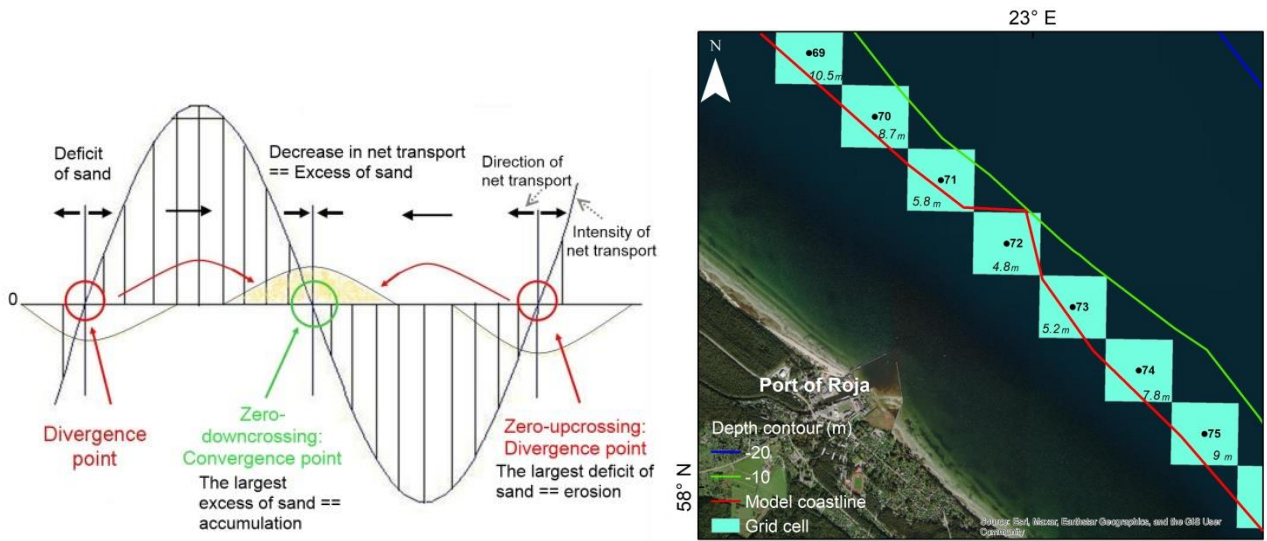 Deficit
of sand
Decrease in net transport
== Excess of sand
Direction of
net transport
Intensity of
net transport
0
Divergence
point
Zero-
downcrossing:
Convergence point
The largest
excess of sand ==
accumulation
Zero-upcrossing:
Divergence point
The largest deficit of
sand == erosion
23° E
58° N
N
69
10.5m
70
8.7m
71
5.8 m
72
4.8m
73
5.2 m
74
7.8m
75
9 m
Port of Roja
Depth contour (m)
-20
-10
Model coastline
Grid cell
Source: Esri, Maxar, Earthstar Geographics, and the GIS User
Community